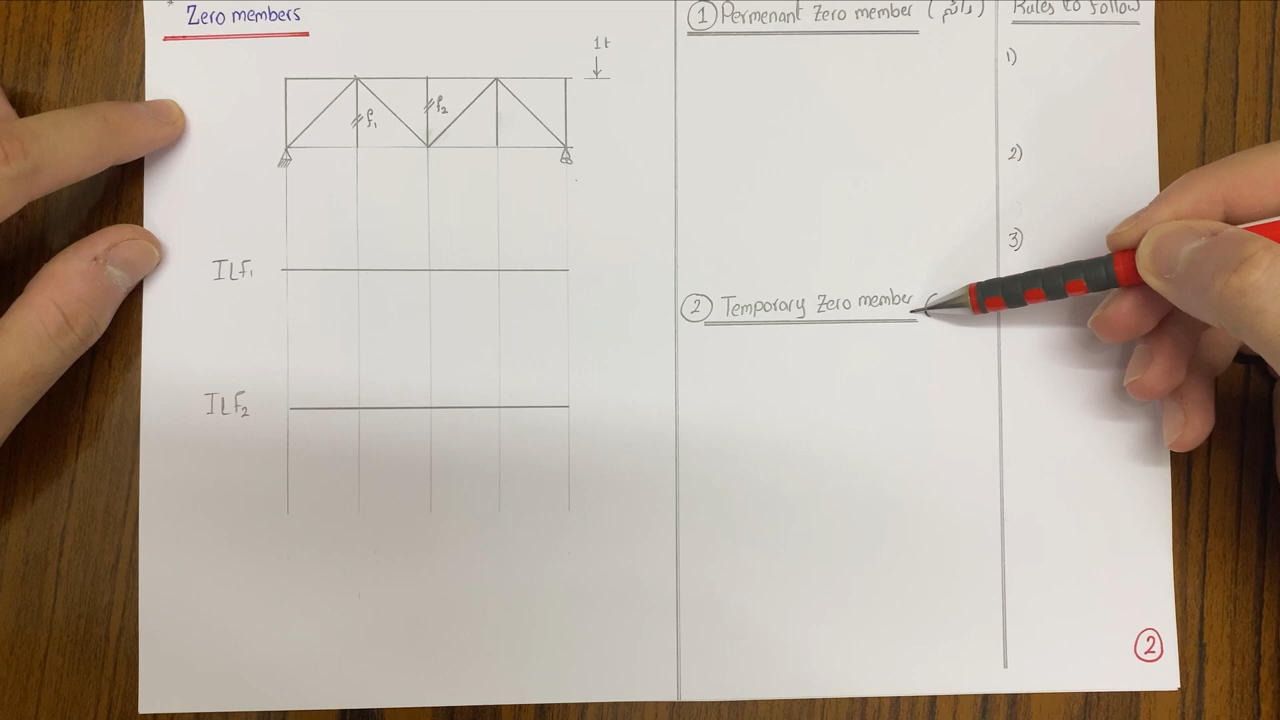 * Zero members
1t
f₁
f₂
ILF₁
ILF₂
① Permenant Zero member (دائم)
② Temporary Zero member (
Rules to follow
1)
2)
3)
②